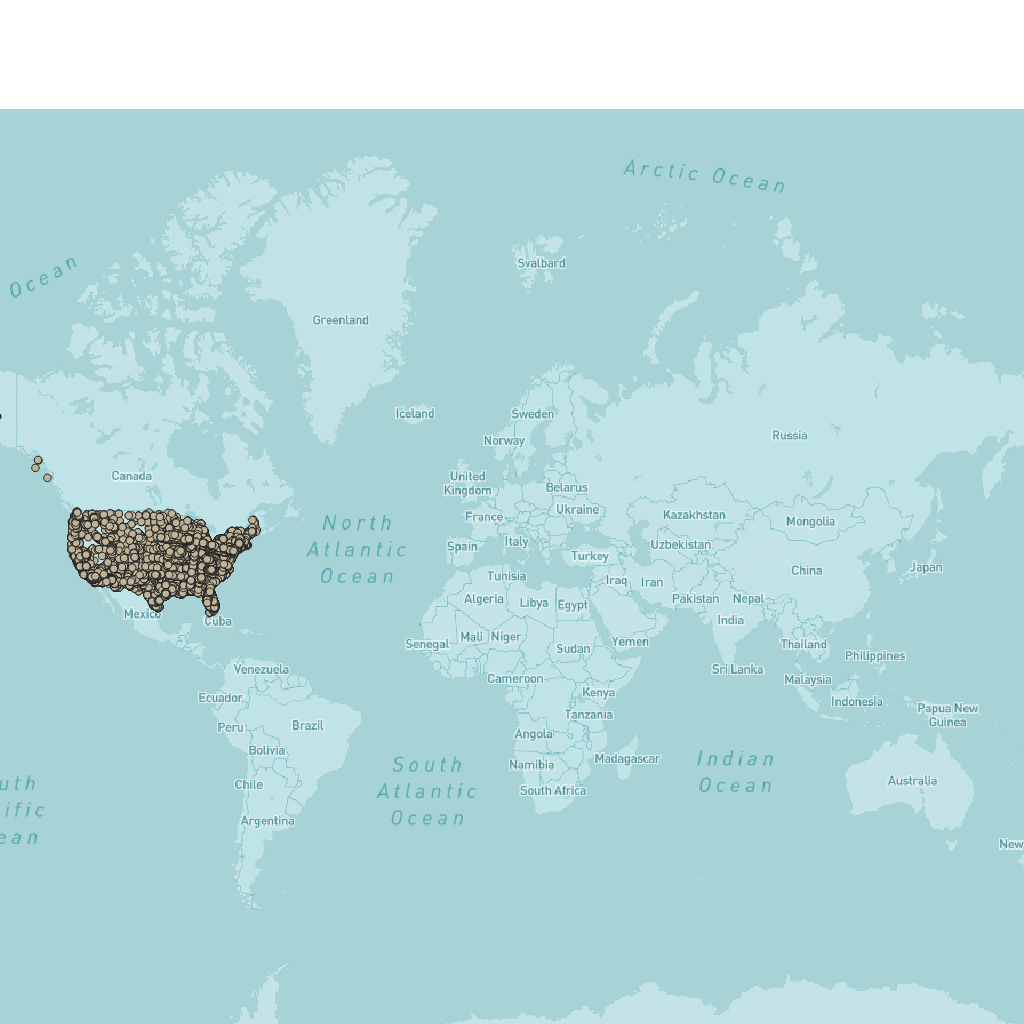 Arctic Ocean
Ocean
Svalbard
Greenland
Iceland
Sweden
Norway
Russia
Canada
United
Kingdom
Belarus
Ukraine
France
Kazakhstan
Mongolia
North
Atlantic
Ocean
Spain
Italy
Uzbekistan
Turkey
China
Japan
Tunisia
Iraq
Iran
Algeria
Libya
Egypt
Pakistan
Nepal
Mexico
Cuba
India
Senegal
Mali
Niger
Sudan
Yemen
Thailand
Philippines
Venezuela
Sri Lanka
Cameroon
Malaysia
Kenya
Ecuador
Indonesia
Papua New
Guinea
Tanzania
Peru
Brazil
Angola
Bolivia
Madagascar
Namibia
South
Atlantic
Ocean
Indian
Ocean
Chile
South Africa
Australia
uth
ific
ean
Argentina
New